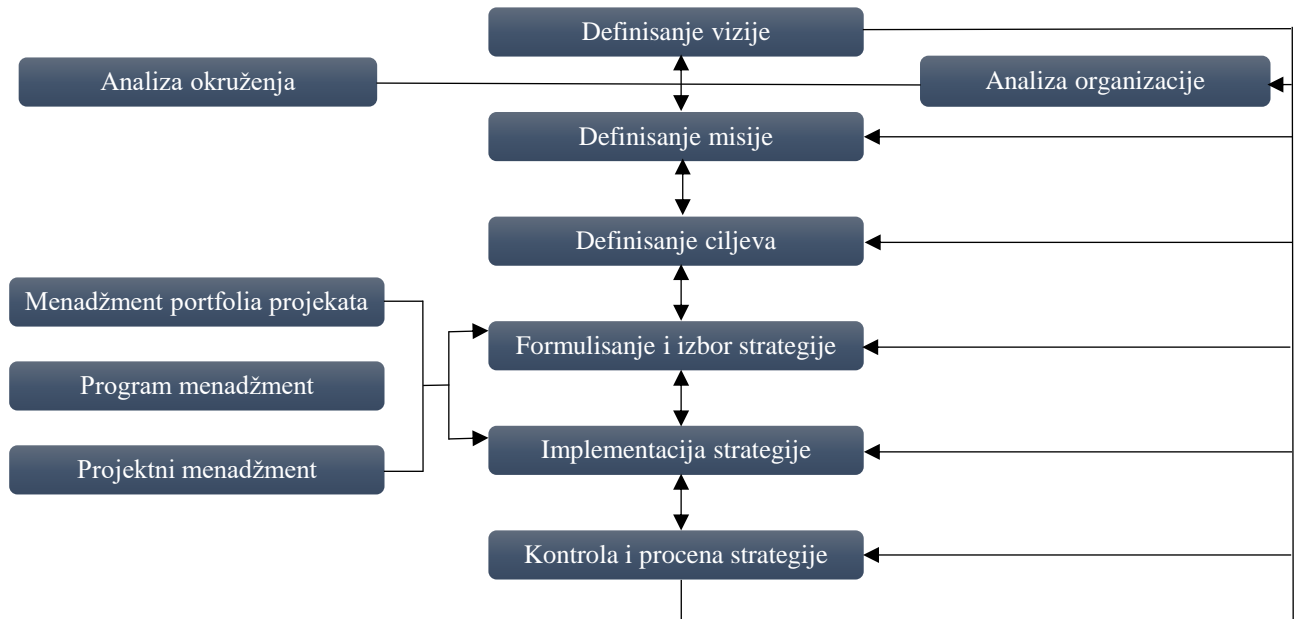 Definisanje vizije
Analiza okruženja
Analiza organizacije
Definisanje misije
Definisanje ciljeva
Menadžment portfolia projekata
Formulisanje i izbor strategije
Program menadžment
Implementacija strategije
Projektni menadžment
Kontrola i procena strategije